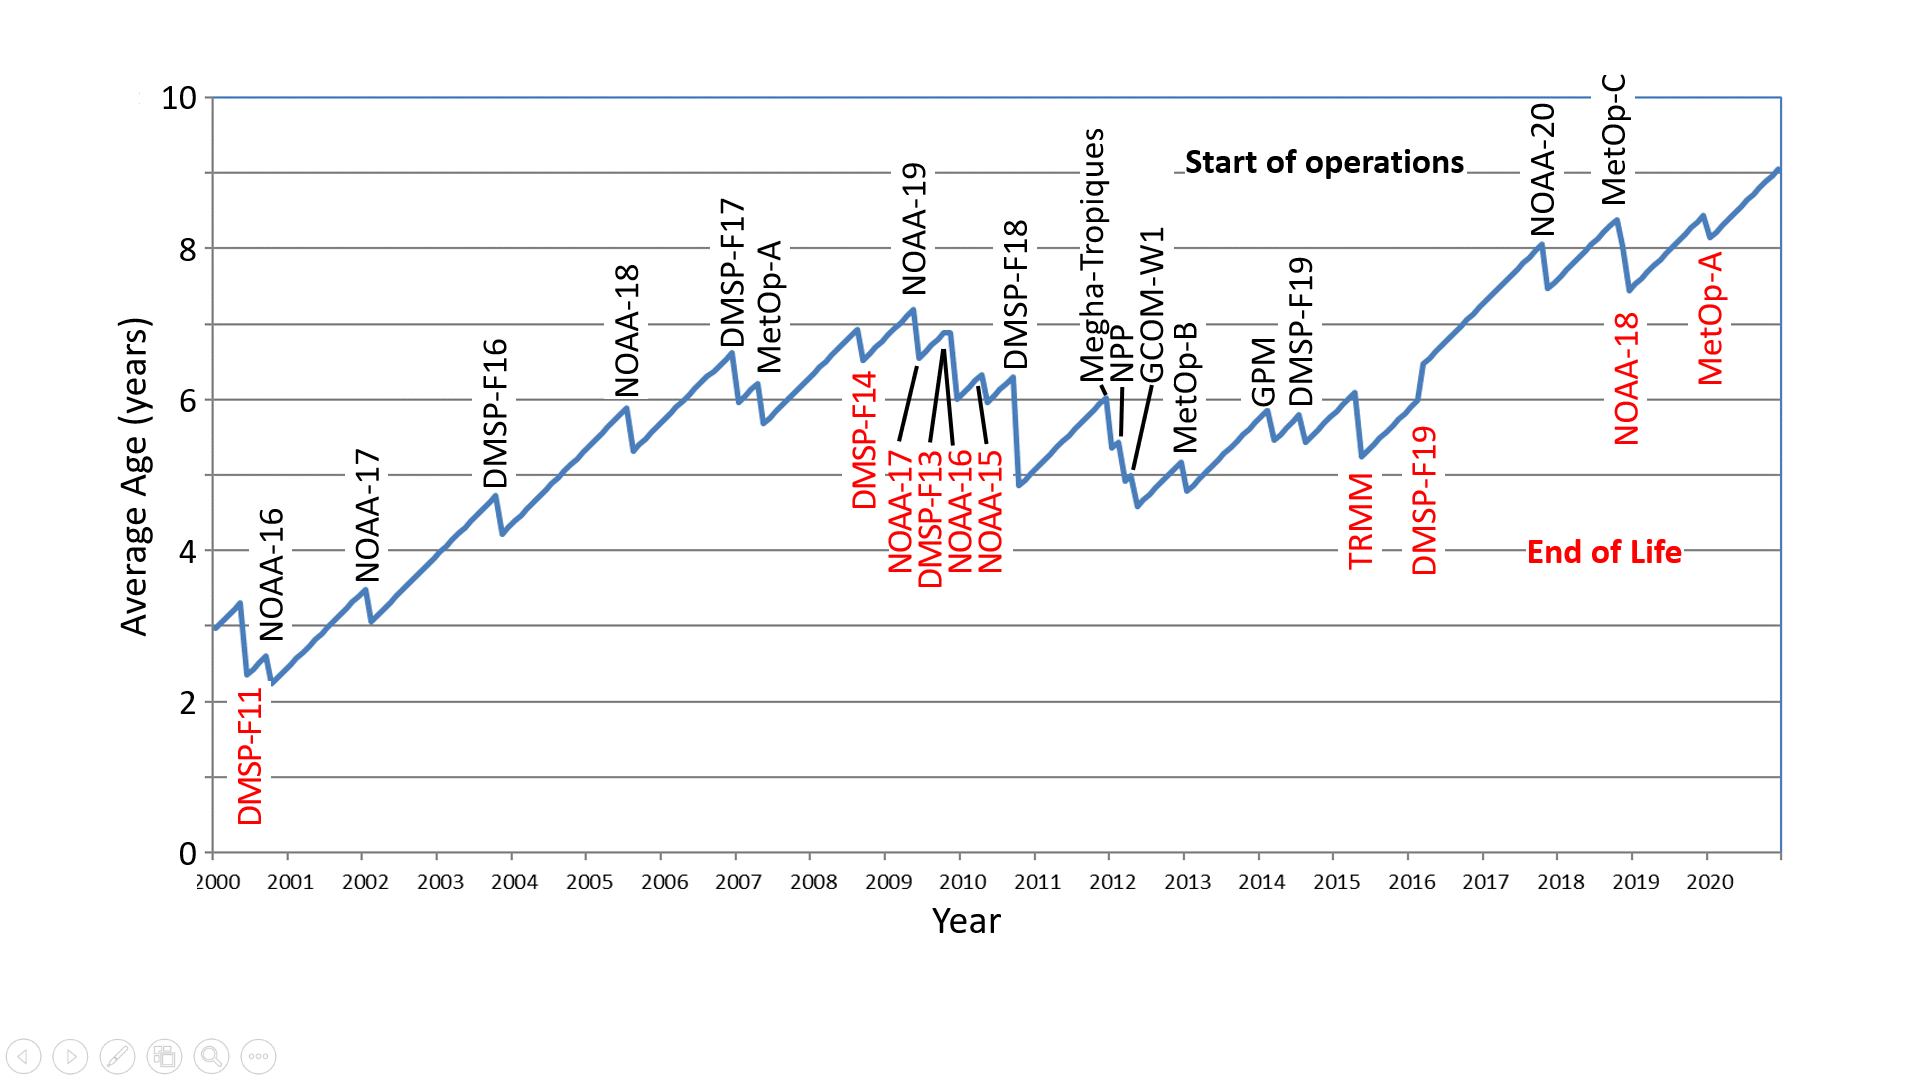 10
8
6
4
2
0
Average Age (years)
2000 2001 2002 2003 2004 2005 2006 2007 2008 2009 2010 2011 2012 2013 2014 2015 2016 2017 2018 2019 2020
Year
Start of operations
End of Life
DMSP-F11
NOAA-16
NOAA-17
DMSP-F16
NOAA-18
DMSP-F17
MetOp-A
DMSP-F14
NOAA-19
NOAA-17
DMSP-F13
NOAA-16
NOAA-15
DMSP-F18
Megha-Tropiques
NPP
GCOM-W1
MetOp-B
GPM
DMSP-F19
TRMM
DMSP-F19
NOAA-20
MetOp-C
NOAA-18
MetOp-A